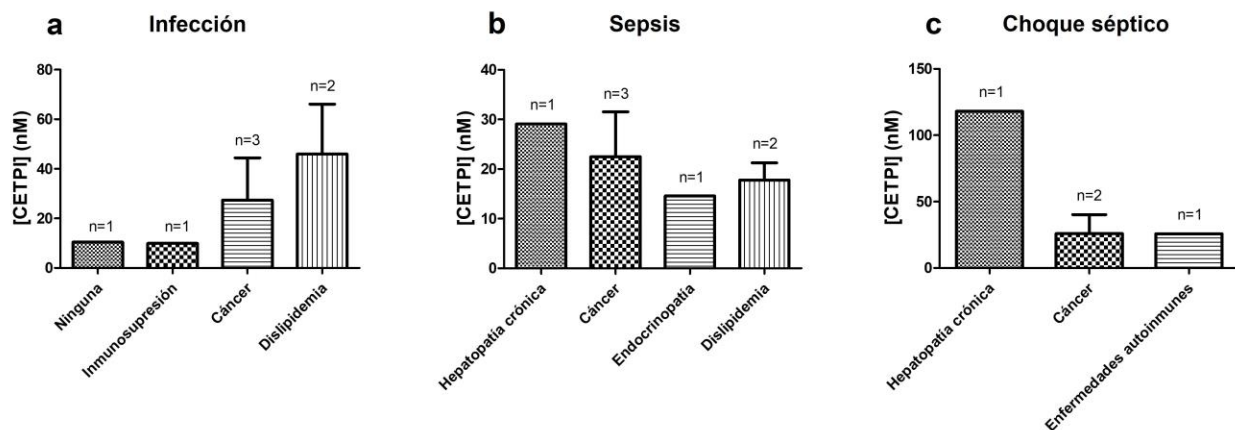 a Infección
[CETPI] (nM)
80
60
40
20
0
n=1
n=1
n=3
n=2
Ninguna
Inmunosupresión
Cáncer
Dislipidemia
b Sepsis
[CETPI] (nM)
40
30
20
10
0
n=1
n=3
n=1
n=2
Hepatopatía crónica
Cáncer
Endocrinopatía
Dislipidemia
c Choque séptico
[CETPI] (nM)
150
100
50
0
n=1
n=2
n=1
Hepatopatía crónica
Cáncer
Enfermedades autoinmunes